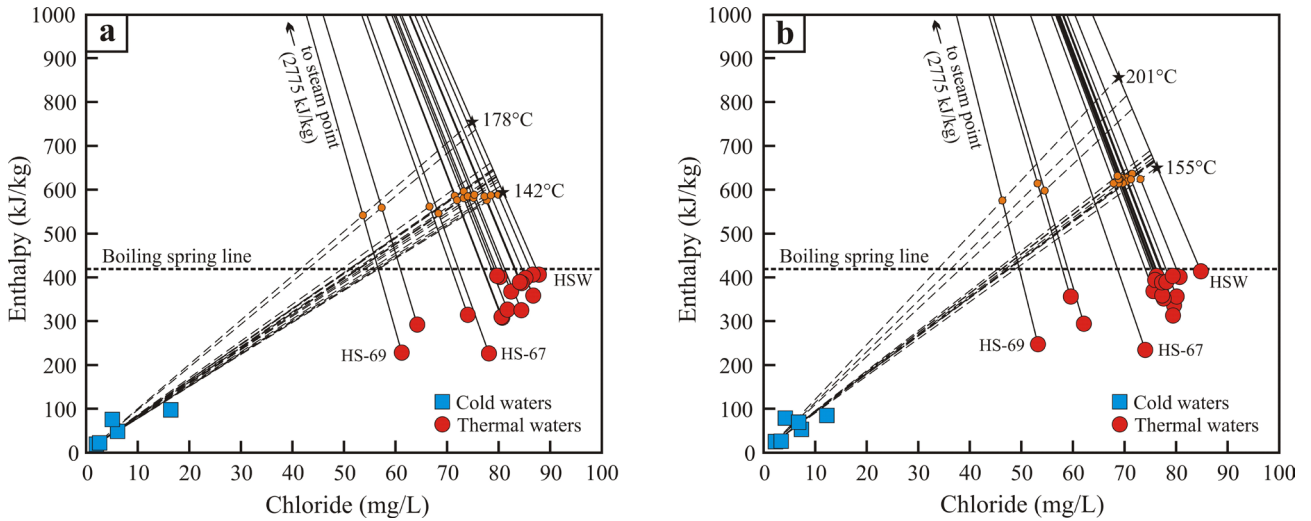 a
1000
900
800
700
600
500
400
300
200
100
0
Enthalpy (kJ/kg)
to steam point
(2775 kJ/kg)
178°C
142°C
Boiling spring line
HSW
HS-69
HS-67
Cold waters
Thermal waters
0 10 20 30 40 50 60 70 80 90 100
Chloride (mg/L)
b
1000
900
800
700
600
500
400
300
200
100
0
Enthalpy (kJ/kg)
to steam point
(2775 kJ/kg)
201°C
155°C
Boiling spring line
HSW
HS-69
HS-67
Cold waters
Thermal waters
0 10 20 30 40 50 60 70 80 90 100
Chloride (mg/L)